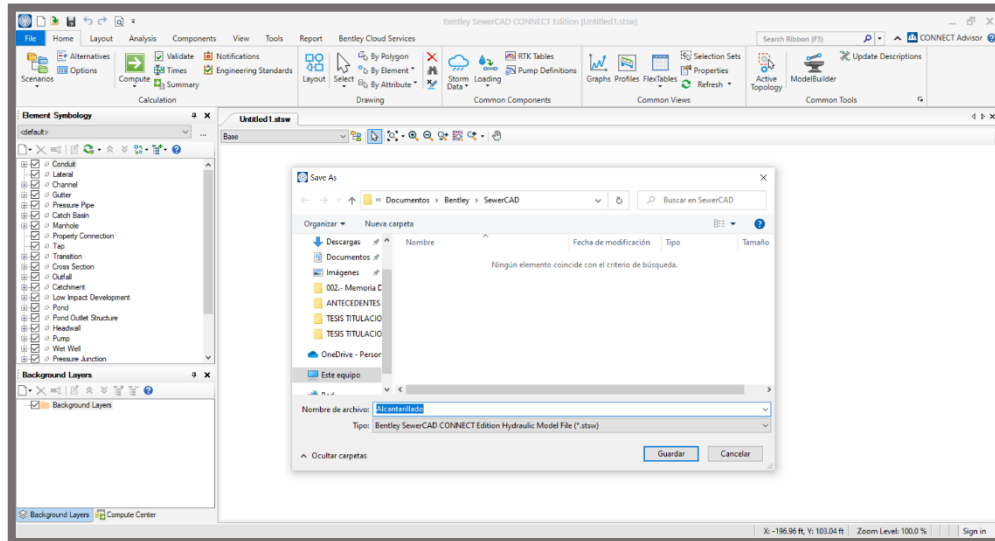 Bentley SewerCAD CONNECT Edition [Untitled1.stsw]
File Home Layout Analysis Components View Tools Report Bentley Cloud Services Search Ribbon (F3) CONNECT Advisor
Scenarios Alternatives Options Compute Validate Times Summary Notifications Engineering Standards
Calculation
Layout Select By Polygon By Element By Attribute
Drawing
Storm Data Loading RTK Tables Pump Definitions
Common Components
Graphs Profiles FlexTables Selection Sets Properties Refresh
Common Views
Active Topology ModelBuilder Update Descriptions
Common Tools
Element Symbology
<default>
Untitled1.stsw
Base
Conduit
Lateral
Channel
Gutter
Pressure Pipe
Catch Basin
Manhole
Property Connection
Tap
Transition
Cross Section
Outfall
Catchment
Low Impact Development
Pond
Pond Outlet Structure
Headwall
Pump
Wet Well
Pressure Junction
Background Layers
Background Layers
Background Layers Compute Center
Save As
« Documentos > Bentley > SewerCAD Buscar en SewerCAD
Organizar Nueva carpeta
Nombre Fecha de modificación Tipo Tamaño
Ningún elemento coincide con el criterio de búsqueda.
Descargas
Documentos
Imágenes
002.- Memoria D
ANTECEDENTES
TESIS TITULACIO
TESIS TITULACIO
OneDrive - Person
Este equipo
Nombre de archivo: Alcantarillado
Tipo: Bentley SewerCAD CONNECT Edition Hydraulic Model File (*.stsw)
Ocultar carpetas Guardar Cancelar
X: -196.96 ft, Y: 103.04 ft Zoom Level: 100.0 % Sign in